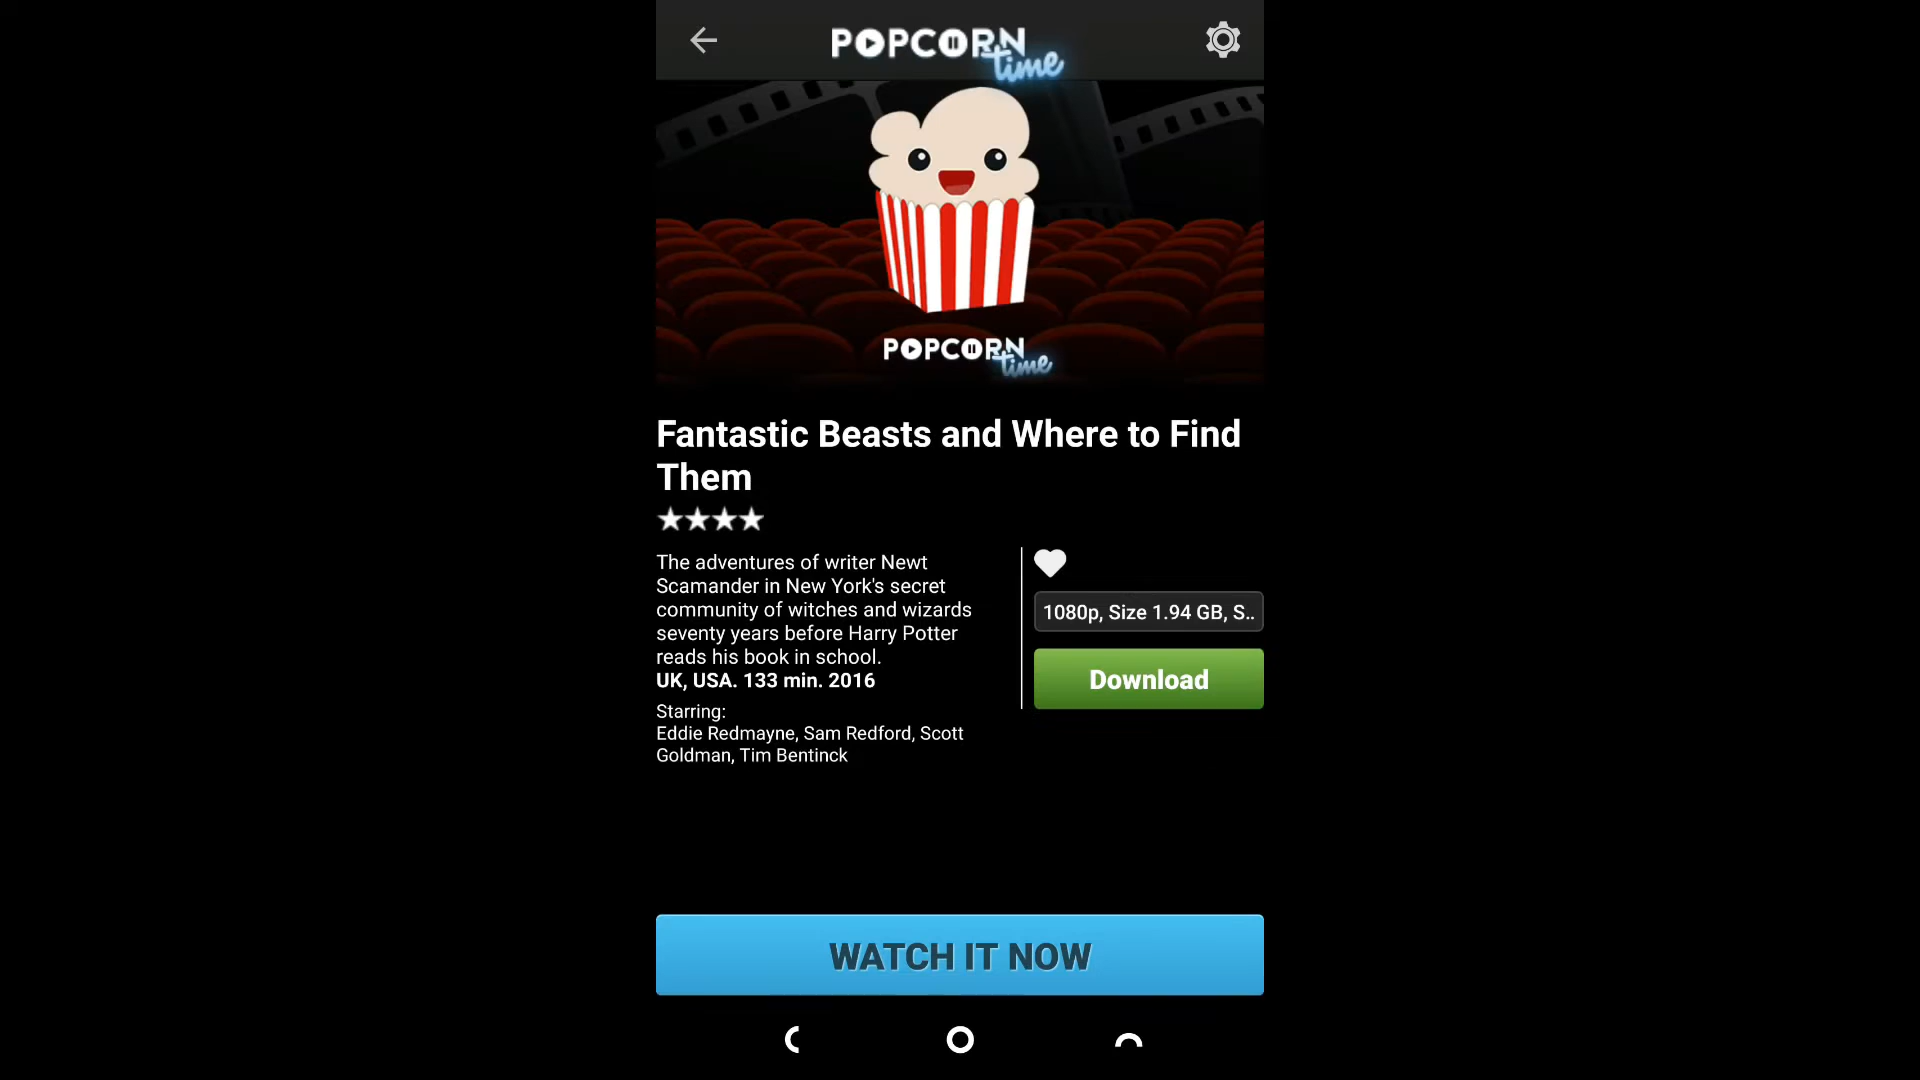 POPCORN
time
POPCORN
time
Fantastic Beasts and Where to Find
Them
The adventures of writer Newt
Scamander in New York's secret
community of witches and wizards
seventy years before Harry Potter
reads his book in school.
UK, USA. 133 min. 2016
Starring:
Eddie Redmayne, Sam Redford, Scott
Goldman, Tim Bentinck
1080p, Size 1.94 GB, S..
Download
WATCH IT NOW